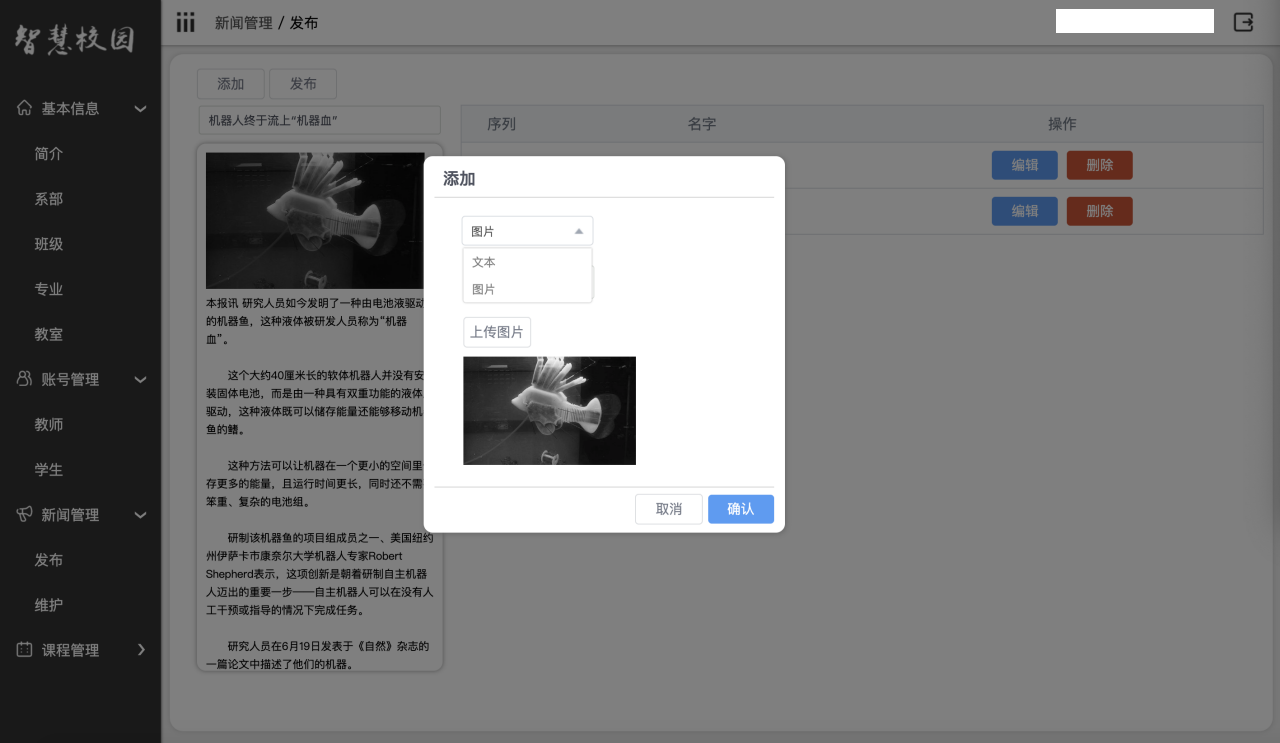 智慧校园
新闻管理 / 发布
基本信息
简介
系部
班级
专业
教室
账号管理
教师
学生
新闻管理
发布
维护
课程管理
添加
发布
机器人终于流上“机器血”
本报讯 研究人员如今发明了一种由电池液驱动
的机器鱼，这种液体被研发人员称为“机器
血”。
这个大约40厘米长的软体机器人并没有安
装固体电池，而是由一种具有双重功能的液体
驱动，这种液体既可以储存能量还能够移动机
鱼的鳍。
这种方法可以让机器在一个更小的空间里
存更多的能量，且运行时间更长，同时还不需
笨重、复杂的电池组。
研制该机器鱼的项目组成员之一、美国纽约
州伊萨卡市康奈尔大学机器人专家Robert
Shepherd表示，这项创新是朝着研制自主机器
人迈出的重要一步——自主机器人可以在没有人
工干预或指导的情况下完成任务。
研究人员在6月19日发表于《自然》杂志的
一篇论文中描述了他们的机器。
序列 名字 操作
编辑 删除
编辑 删除
添加
图片
文本
图片
上传图片
取消 确认